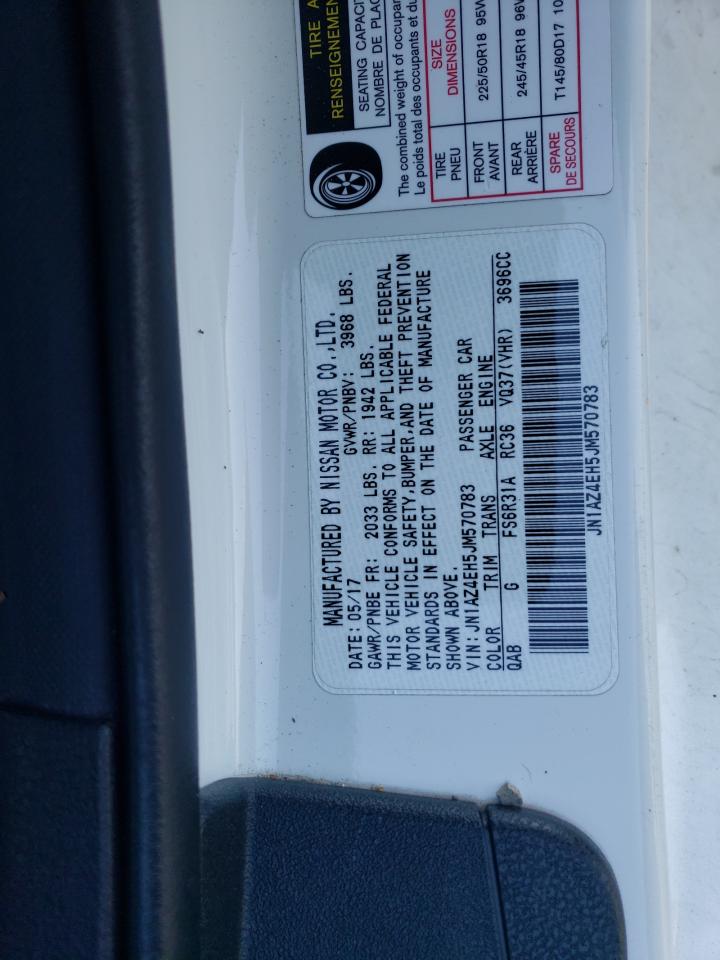 MANUFACTURED BY NISSAN MOTOR CO.,LTD.
DATE: 05/17 GVWR/PNBV: 3968 LBS.
GAWR/PNBE FR: 2033 LBS. RR: 1942 LBS.
THIS VEHICLE CONFORMS TO ALL APPLICABLE FEDERAL
MOTOR VEHICLE SAFETY,BUMPER,AND THEFT PREVENTION
STANDARDS IN EFFECT ON THE DATE OF MANUFACTURE
SHOWN ABOVE.
VIN:JN1AZ4EH5JM570783 PASSENGER CAR
COLOR TRIM TRANS AXLE ENGINE
QAB G FS6R31A RC36 VQ37(VHR) 3696CC
JN1AZ4EH5JM570783
TIRE
RENSEIGNEMEN
SEATING CAPACI
NOMBRE DE PLAC
The combined weight of occupan
Le poids total des occupants et du
TIRE SIZE
PNEU DIMENSIONS
FRONT 225/50R18 95W
AVANT
REAR 245/45R18 96W
ARRIÈRE
SPARE T145/80D17 10
DE SECOURS